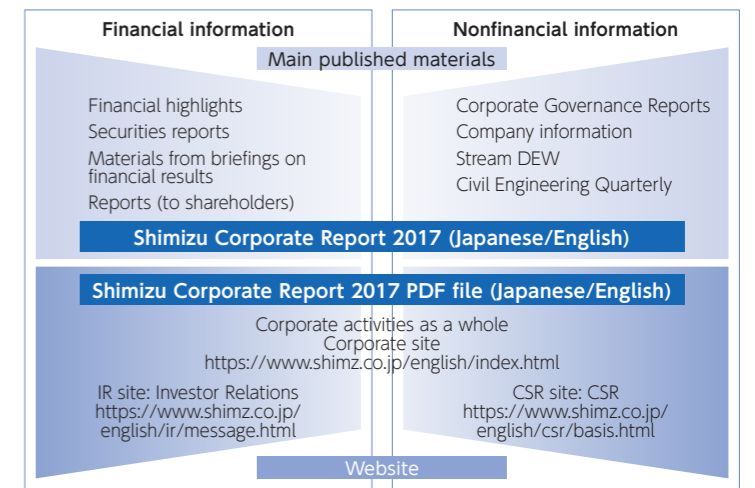 Financial information
Nonfinancial information
Main published materials
Financial highlights
Securities reports
Materials from briefings on
financial results
Reports (to shareholders)
Corporate Governance Reports
Company information
Stream DEW
Civil Engineering Quarterly
Shimizu Corporate Report 2017 (Japanese/English)
Shimizu Corporate Report 2017 PDF file (Japanese/English)
Corporate activities as a whole
Corporate site
https://www.shimz.co.jp/english/index.html
IR site: Investor Relations
https://www.shimz.co.jp/
english/ir/message.html
CSR site: CSR
https://www.shimz.co.jp/
english/csr/basis.html
Website